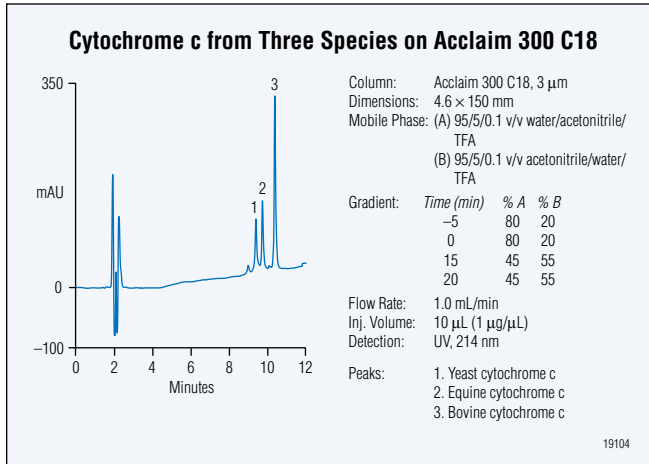 Cytochrome c from Three Species on Acclaim 300 C18
350
mAU
0
–100
0 2 4 6 8 10 12
Minutes
1
2
3
Column: Acclaim 300 C18, 3 μm
Dimensions: 4.6 × 150 mm
Mobile Phase: (A) 95/5/0.1 v/v water/acetonitrile/
TFA
(B) 95/5/0.1 v/v acetonitrile/water/
TFA
Gradient: Time (min) % A % B
–5 80 20
0 80 20
15 45 55
20 45 55
Flow Rate: 1.0 mL/min
Inj. Volume: 10 μL (1 μg/μL)
Detection: UV, 214 nm
Peaks: 1. Yeast cytochrome c
2. Equine cytochrome c
3. Bovine cytochrome c
19104